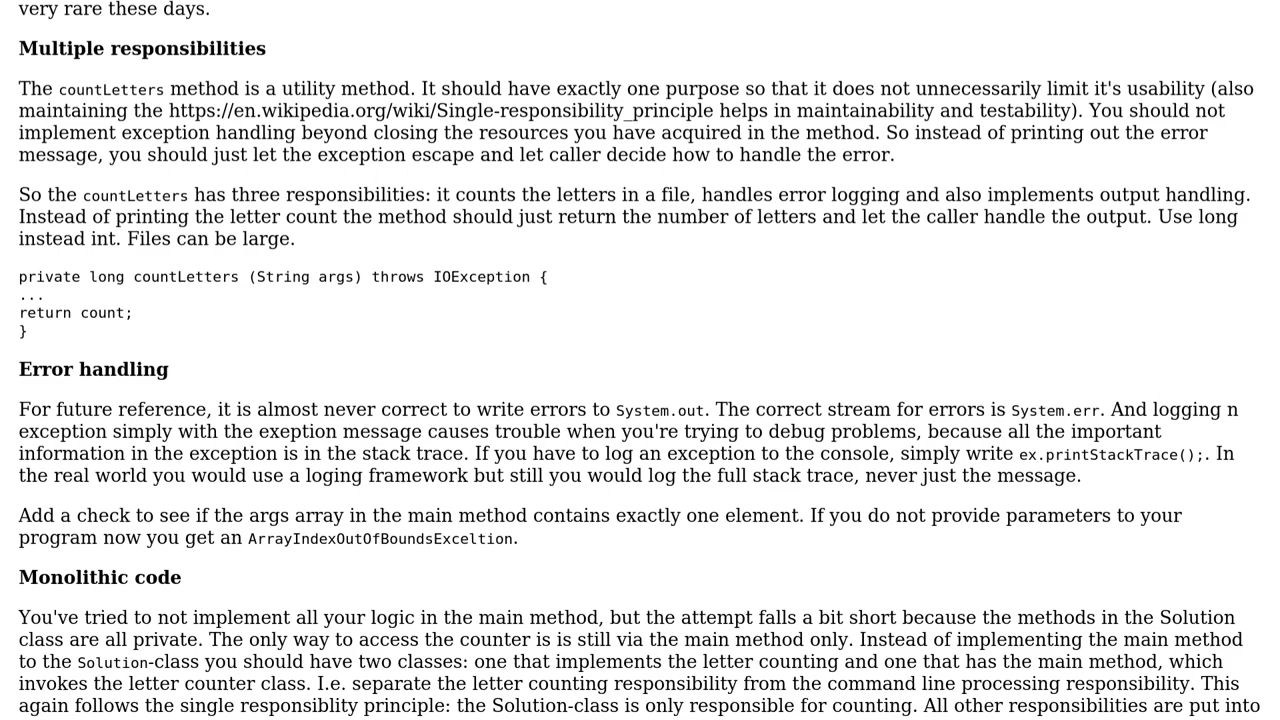 very rare these days.
Multiple responsibilities
The countLetters method is a utility method. It should have exactly one purpose so that it does not unnecessarily limit it's usability (also
maintaining the https://en.wikipedia.org/wiki/Single-responsibility_principle helps in maintainability and testability). You should not
implement exception handling beyond closing the resources you have acquired in the method. So instead of printing out the error
message, you should just let the exception escape and let caller decide how to handle the error.
So the countLetters has three responsibilities: it counts the letters in a file, handles error logging and also implements output handling.
Instead of printing the letter count the method should just return the number of letters and let the caller handle the output. Use long
instead int. Files can be large.
private long countLetters (String args) throws IOException {
...
return count;
}
Error handling
For future reference, it is almost never correct to write errors to System.out. The correct stream for errors is System.err. And logging n
exception simply with the exeption message causes trouble when you're trying to debug problems, because all the important
information in the exception is in the stack trace. If you have to log an exception to the console, simply write ex.printStackTrace();. In
the real world you would use a loging framework but still you would log the full stack trace, never just the message.
Add a check to see if the args array in the main method contains exactly one element. If you do not provide parameters to your
program now you get an ArrayIndexOutOfBoundsExceltion.
Monolithic code
You've tried to not implement all your logic in the main method, but the attempt falls a bit short because the methods in the Solution
class are all private. The only way to access the counter is is still via the main method only. Instead of implementing the main method
to the Solution-class you should have two classes: one that implements the letter counting and one that has the main method, which
invokes the letter counter class. I.e. separate the letter counting responsibility from the command line processing responsibility. This
again follows the single responsiblity principle: the Solution-class is only responsible for counting. All other responsibilities are put into